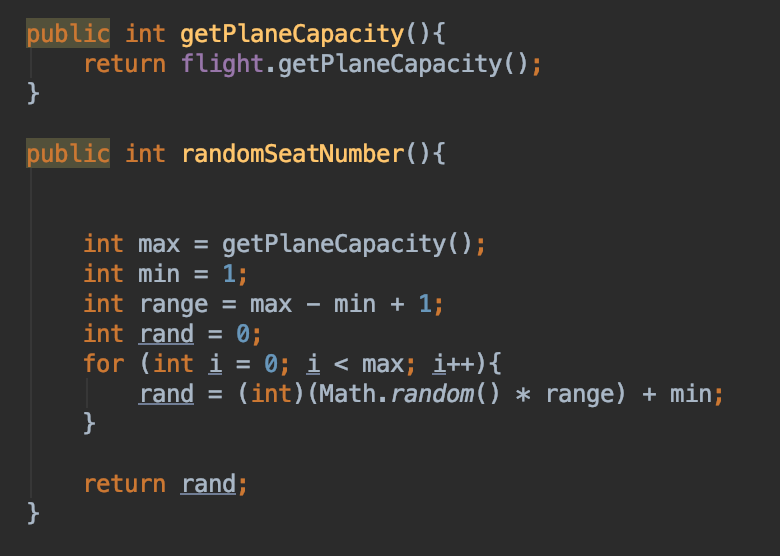 public int getPlaneCapacity(){
    return flight.getPlaneCapacity();
}
public int randomSeatNumber(){
    int max = getPlaneCapacity();
    int min = 1;
    int range = max - min + 1;
    int rand = 0;
    for (int i = 0; i < max; i++){
        rand = (int)(Math.random() * range) + min;
    }
    return rand;
}